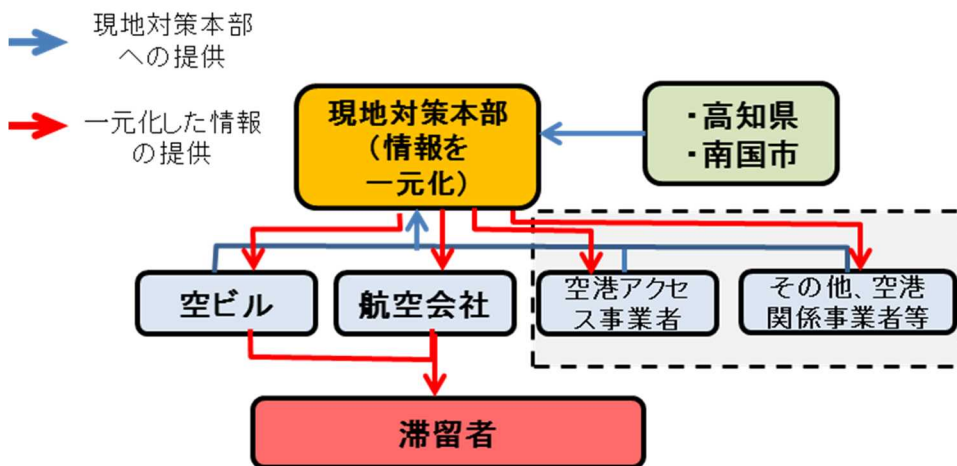 現地対策本部
への提供
一元化した情報
の提供
現地対策本部
（情報を
一元化）
・高知県
・南国市
空ビル
航空会社
空港アクセ
ス事業者
その他、空港
関係事業者等
滞留者